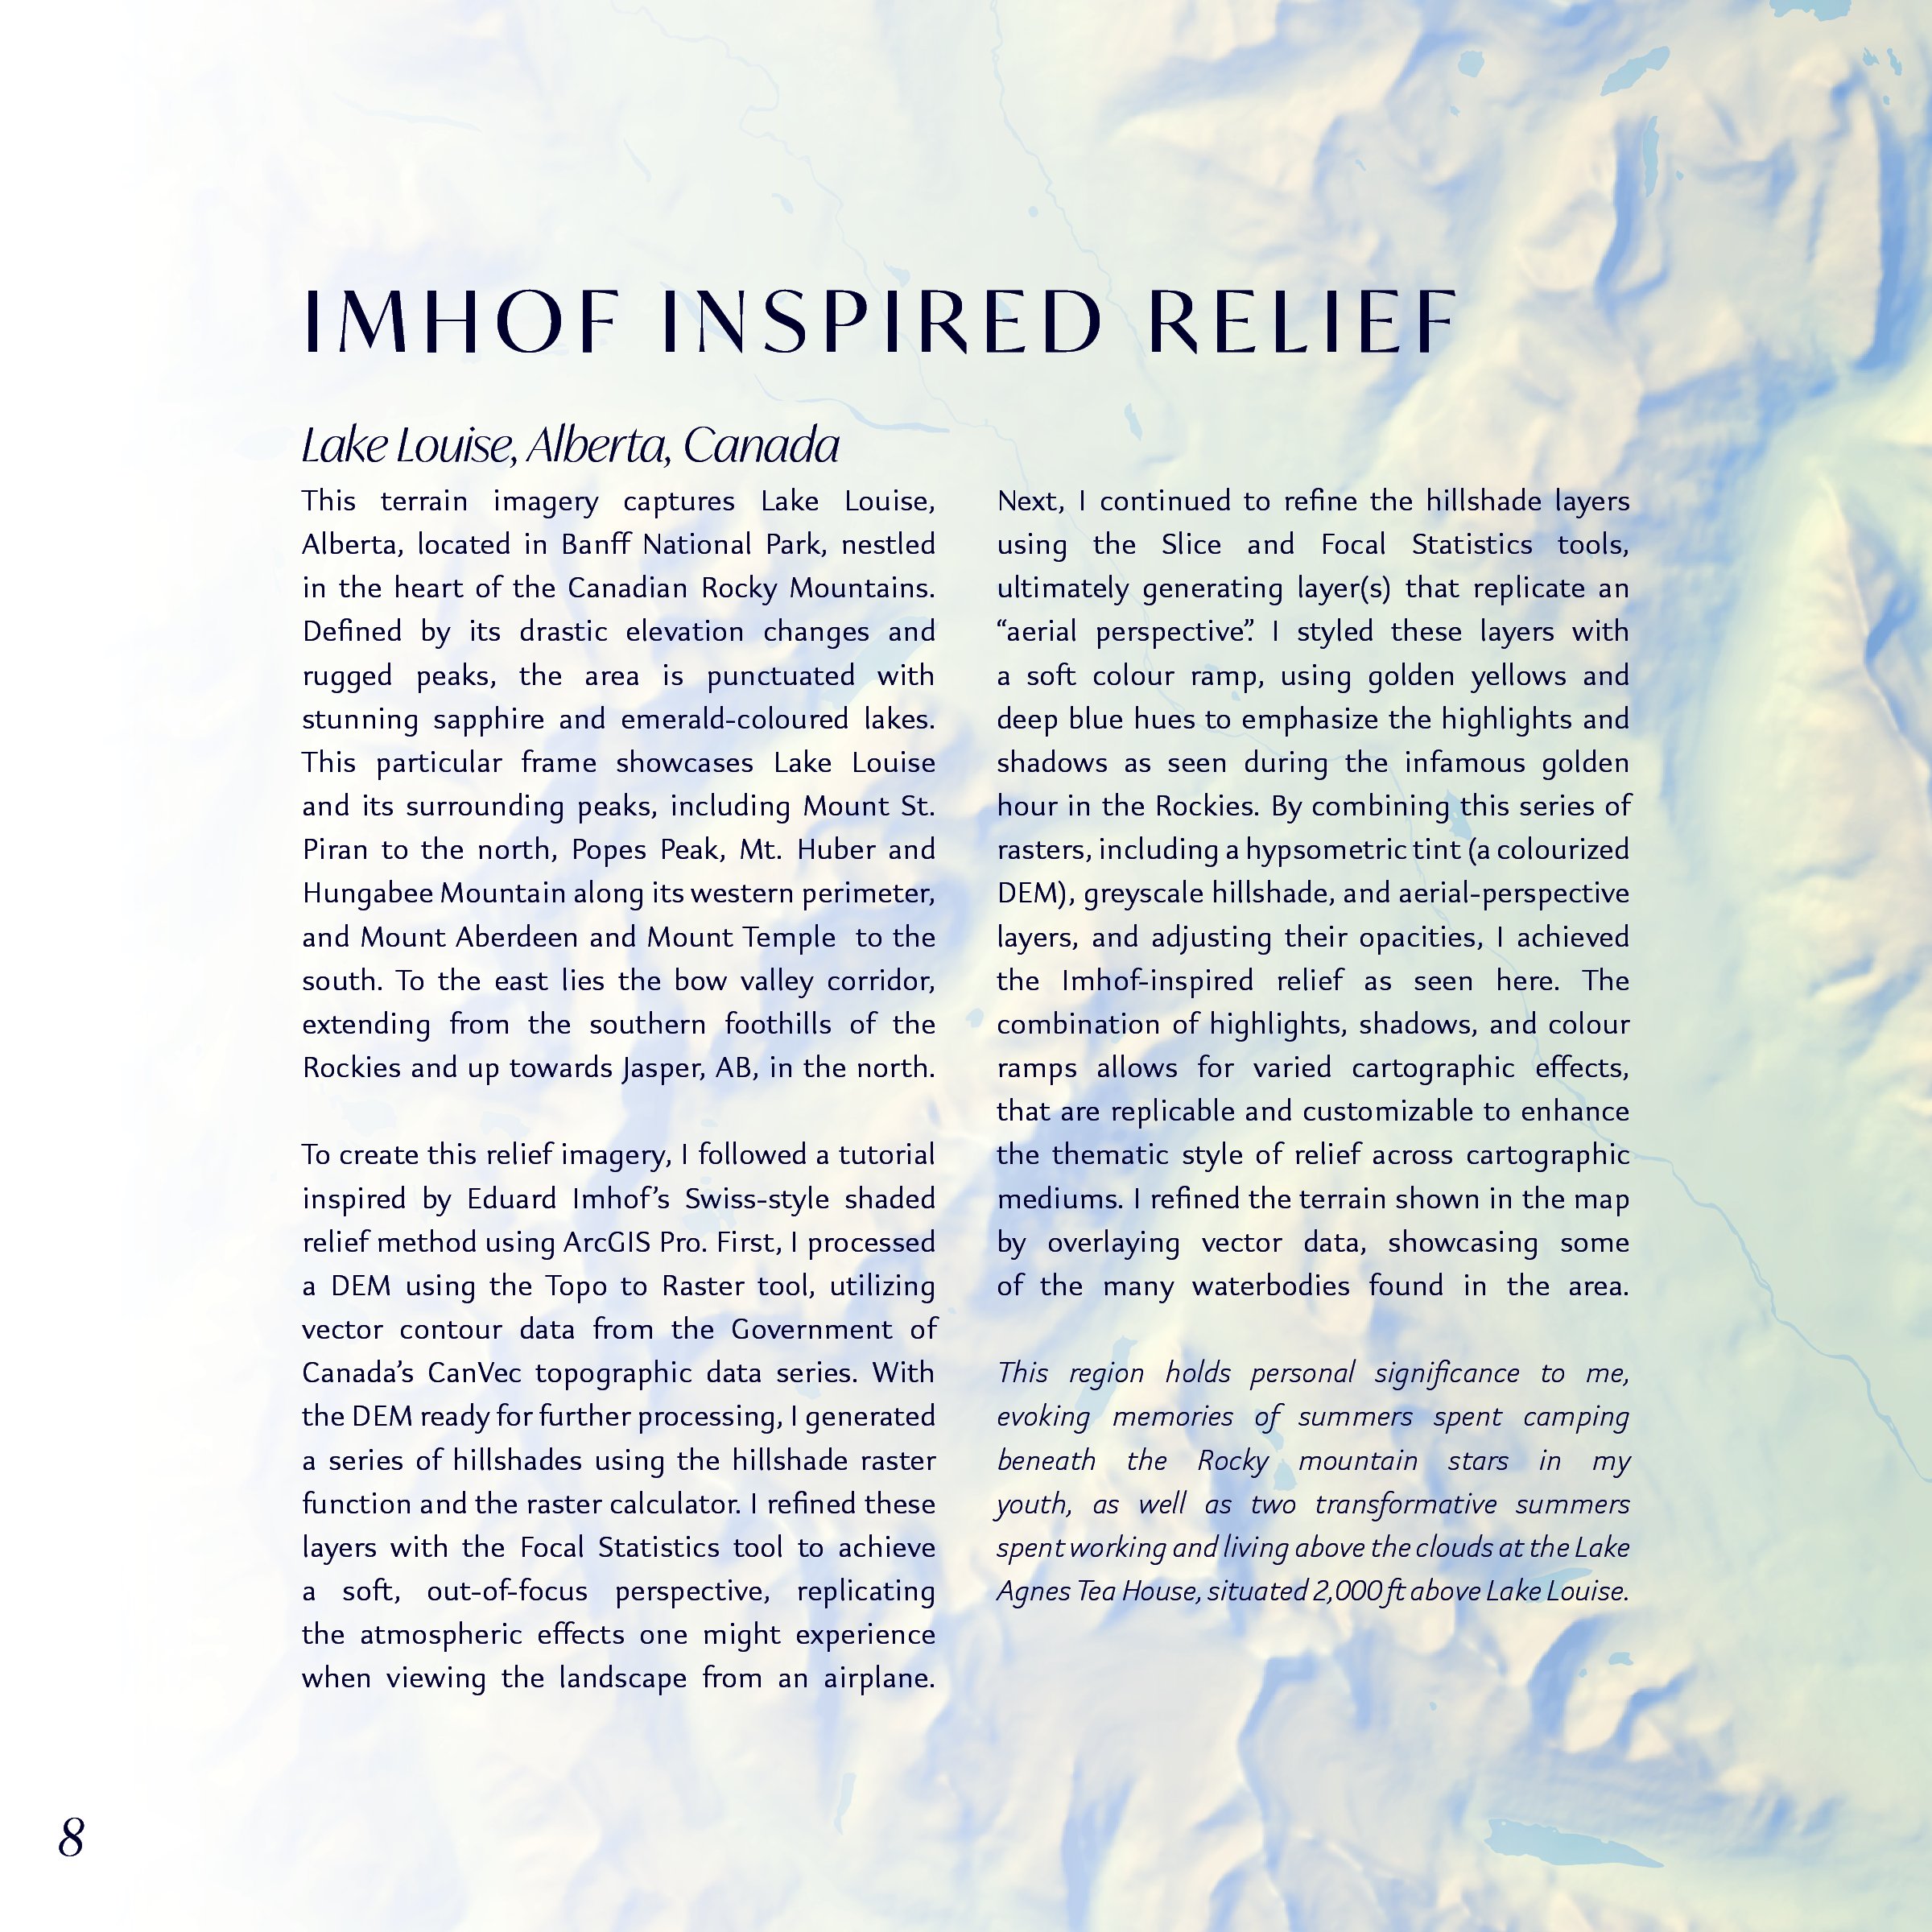 IMHOF INSPIRED RELIEF
Lake Louise, Alberta, Canada
This terrain imagery captures Lake Louise,
Alberta, located in Banff National Park, nestled
in the heart of the Canadian Rocky Mountains.
Defined by its drastic elevation changes and
rugged peaks, the area is punctuated with
stunning sapphire and emerald-coloured lakes.
This particular frame showcases Lake Louise
and its surrounding peaks, including Mount St.
Piran to the north, Popes Peak, Mt. Huber and
Hungabee Mountain along its western perimeter,
and Mount Aberdeen and Mount Temple to the
south. To the east lies the bow valley corridor,
extending from the southern foothills of the
Rockies and up towards Jasper, AB, in the north.
To create this relief imagery, I followed a tutorial
inspired by Eduard Imhof's Swiss-style shaded
relief method using ArcGIS Pro. First, I processed
a DEM using the Topo to Raster tool, utilizing
vector contour data from the Government of
Canada's CanVec topographic data series. With
the DEM ready for further processing, I generated
a series of hillshades using the hillshade raster
function and the raster calculator. I refined these
layers with the Focal Statistics tool to achieve
a soft, out-of-focus perspective, replicating
the atmospheric effects one might experience
when viewing the landscape from an airplane.
Next, I continued to refine the hillshade layers
using the Slice and Focal Statistics tools,
ultimately generating layer(s) that replicate an
“aerial perspective”. I styled these layers with
a soft colour ramp, using golden yellows and
deep blue hues to emphasize the highlights and
shadows as seen during the infamous golden
hour in the Rockies. By combining this series of
rasters, including a hypsometric tint (a colourized
DEM), greyscale hillshade, and aerial-perspective
layers, and adjusting their opacities, I achieved
the Imhof-inspired relief as seen here. The
combination of highlights, shadows, and colour
ramps allows for varied cartographic effects,
that are replicable and customizable to enhance
the thematic style of relief across cartographic
mediums. I refined the terrain shown in the map
by overlaying vector data, showcasing some
of the many waterbodies found in the area.
This region holds personal significance to me,
evoking memories of summers spent camping
beneath the Rocky mountain stars in my
youth, as well as two transformative summers
spent working and living above the clouds at the Lake
Agnes Tea House, situated 2,000 ft above Lake Louise.
8